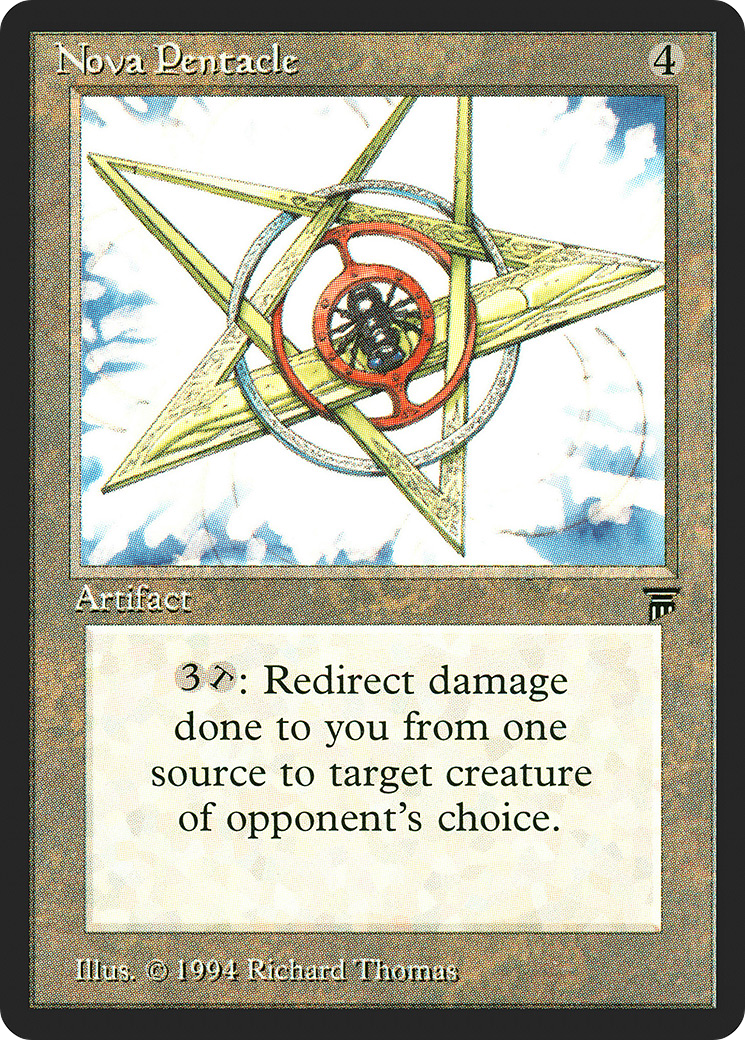 Nova Pentacle 4
Artifact
3 T: Redirect damage
done to you from one
source to target creature
of opponent's choice.
Illus. © 1994 Richard Thomas